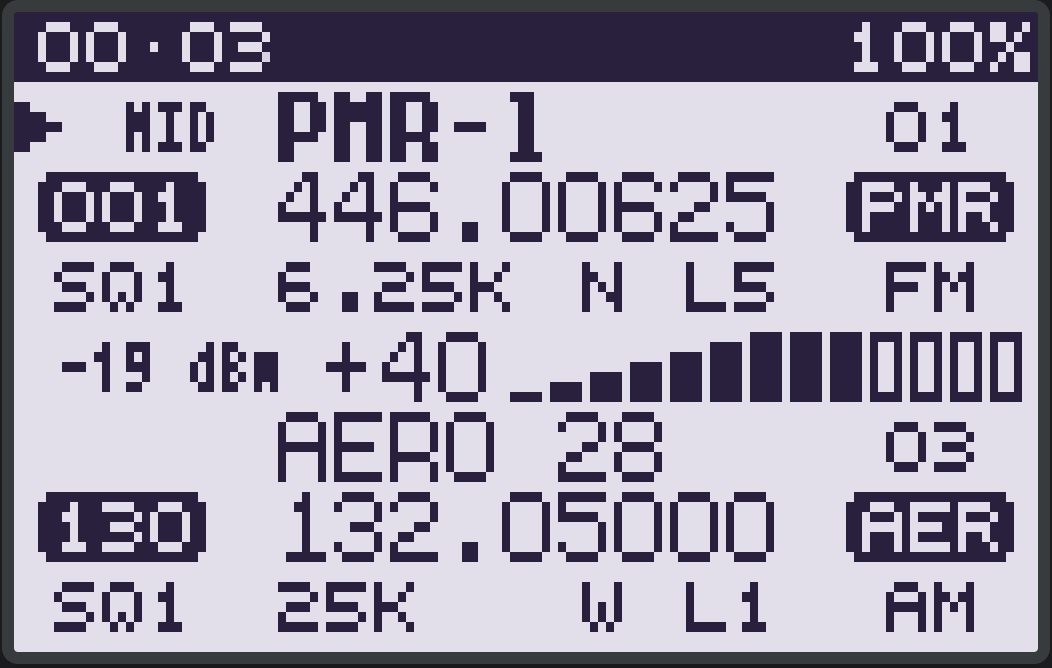 00·03 100%
MID PMR-1 01
001 446.00625 PMR
SQ1 6.25K N L5 FM
-19 dBm +40
AERO 28 03
130 132.05000 AER
SQ1 25K W L1 AM